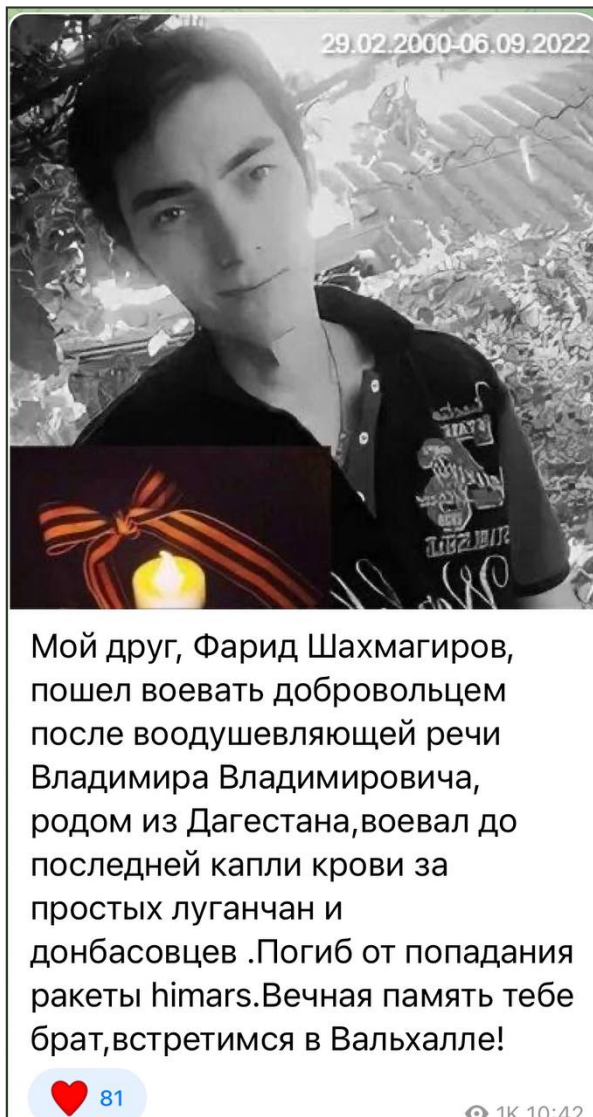 29.02.2000-06.09.2022
Мой друг, Фарид Шахмагиров,
пошел воевать добровольцем
после воодушевляющей речи
Владимира Владимировича,
родом из Дагестана,воевал до
последней капли крови за
простых луганчан и
донбасовцев .Погиб от попадания
ракеты himars.Вечная память тебе
брат,встретимся в Вальхалле!
81
1K 10:42